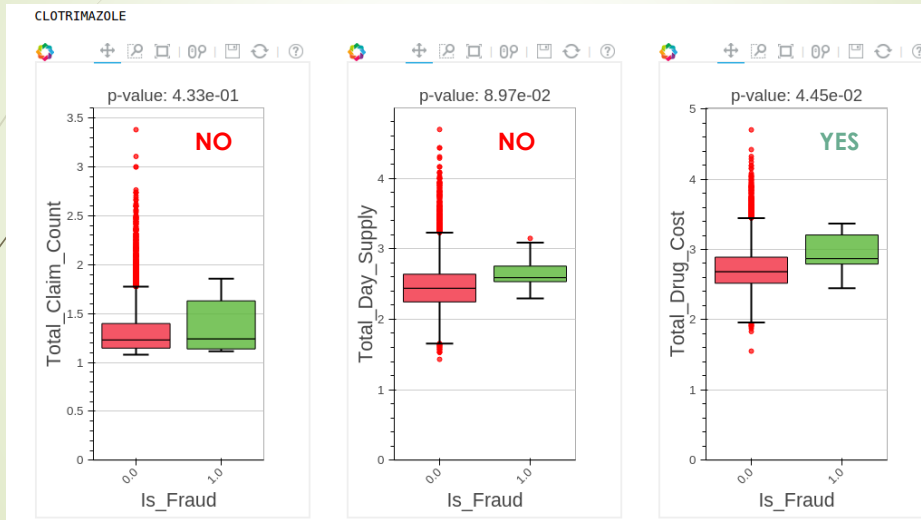 CLOTRIMAZOLE
p-value: 4.33e-01
NO
Total_Claim_Count
3.5
3
2.5
2
1.5
1
0.5
0
0.0
1.0
Is_Fraud
p-value: 8.97e-02
NO
Total_Day_Supply
4
3
2
1
0
0.0
1.0
Is_Fraud
p-value: 4.45e-02
YES
Total_Drug_Cost
5
4
3
2
1
0
0.0
1.0
Is_Fraud